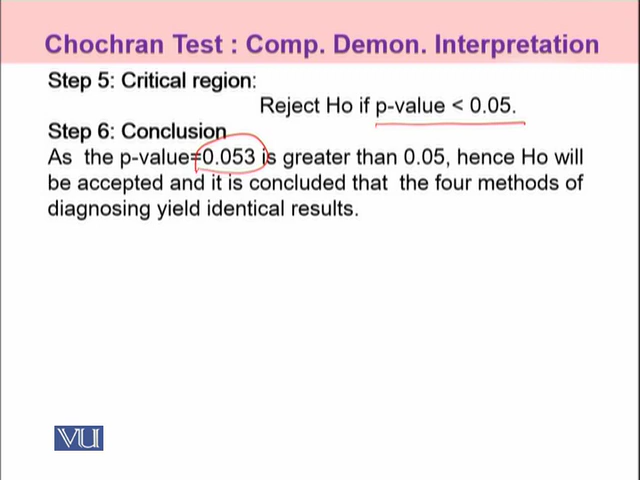 Chochran Test : Comp. Demon. Interpretation
Step 5: Critical region:
Reject Ho if p-value < 0.05.
Step 6: Conclusion
As the p-value=0.053 is greater than 0.05, hence Ho will
be accepted and it is concluded that the four methods of
diagnosing yield identical results.
VU